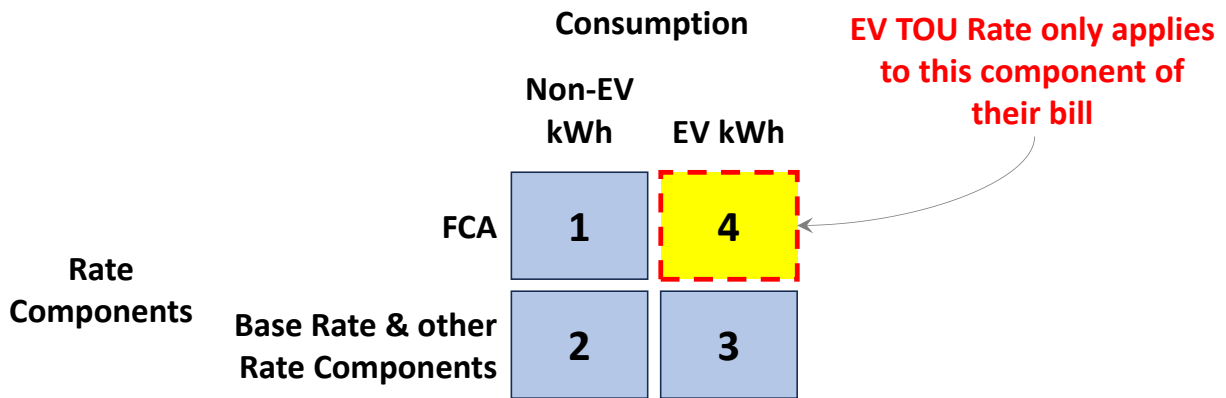 Consumption
EV TOU Rate only applies
to this component of
their bill
Non-EV
kWh
EV kWh
FCA
1
4
Rate
Components
Base Rate & other
Rate Components
2
3